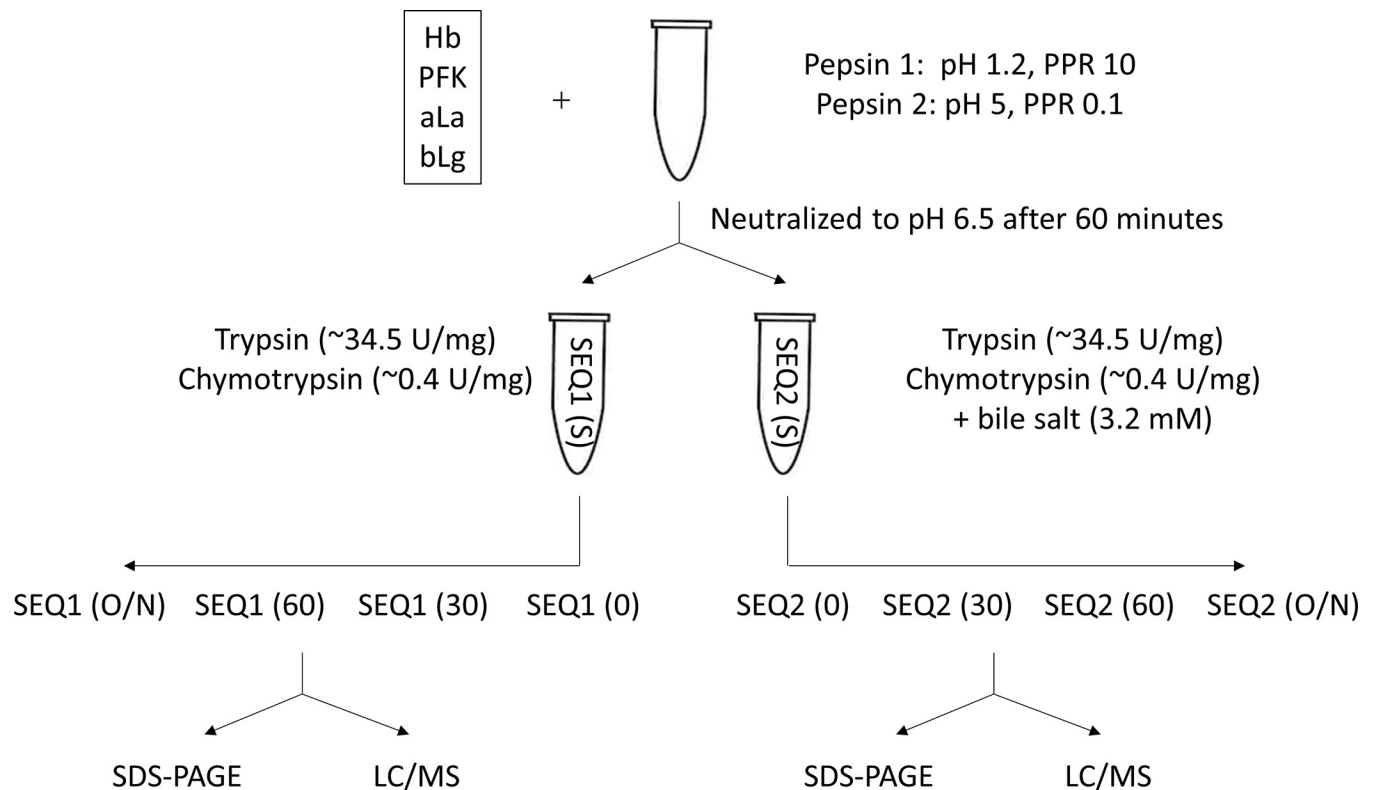 Hb
PFK
aLa
bLg
+
Pepsin 1:  pH 1.2, PPR 10
Pepsin 2: pH 5, PPR 0.1
Neutralized to pH 6.5 after 60 minutes
Trypsin (~34.5 U/mg)
Chymotrypsin (~0.4 U/mg)
SEQ1 (S)
SEQ2 (S)
Trypsin (~34.5 U/mg)
Chymotrypsin (~0.4 U/mg)
+ bile salt (3.2 mM)
SEQ1 (O/N) SEQ1 (60) SEQ1 (30) SEQ1 (0) SEQ2 (0) SEQ2 (30) SEQ2 (60) SEQ2 (O/N)
SDS-PAGE LC/MS SDS-PAGE LC/MS